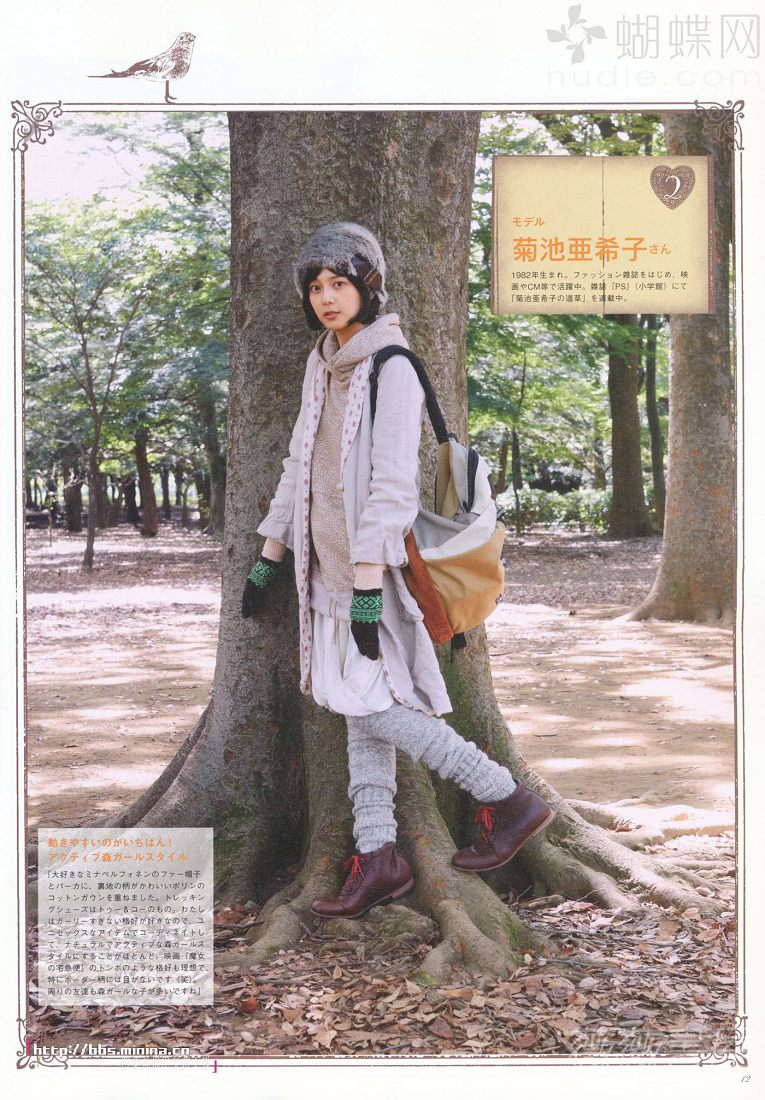 蝴蝶网
hudie.com
2
モデル
菊池亜希子さん
1982年生まれ。ファッション雑誌をはじめ、映
画やCM等で活躍中。雑誌『PS』(小学館)にて
「菊池亜希子の道草」を連載中。
動きやすいのがいちばん!
アクティブ森ガールスタイル
「大好きなミナペルフォネンのファー帽子
とパーカに、裏地の柄がかわいいポリンの
コットンガウンを重ねました。トレッキン
グシューズはトゥー&コーのもの。わたし
はガーリーすぎない格好が好きなので、ユ
ニセックスなアイテムでコーディネイトし
て、ナチュラルでアクティブな森ガールス
タイルにすることがほとんど。映画『魔女
の宅急便』のトンボのような格好も理想で、
特にボーダー柄には目がないです(笑)。
周りの友達も森ガールな子が多いですね」
http://bbs.minina.cn
12